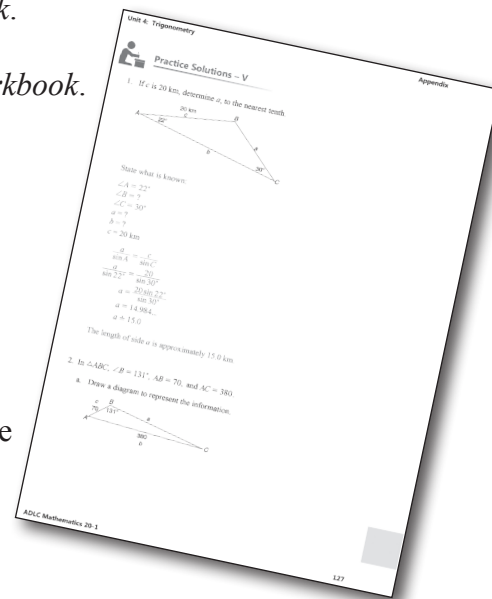 k.
rkbook.
e
Unit 4: Trigonometry
Appendix
Practice Solutions – V
1. If c is 20 km, determine a, to the nearest tenth
A
20 km
c
B
22°
a
b
30°
C
State what is known:
∠A = 22°
∠B = ?
∠C = 30°
a = ?
b = ?
c = 20 km
a / sin A = c / sin C
a / sin 22° = 20 / sin 30°
a = 20 sin 22° / sin 30°
a = 14.984...
a ≐ 15.0
The length of side a is approximately 15.0 km
2. In △ABC, ∠B = 131°, AB = 70, and AC = 380
a. Draw a diagram to represent the information.
c
B
70
131°
a
A
380
b
C
ADLC Mathematics 20-1
127